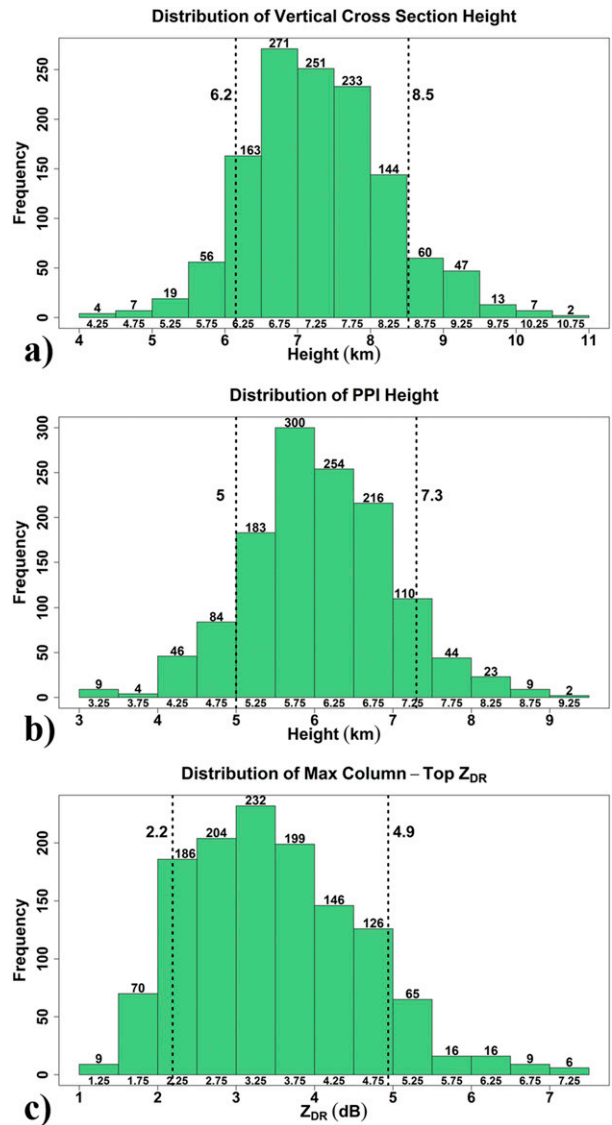 Distribution of Vertical Cross Section Height
Frequency
0 50 100 150 200 250
6.2
8.5
4 7 19 56 163 271 251 233 144 60 47 13 7 2
4.25 4.75 5.25 5.75 6.25 6.75 7.25 7.75 8.25 8.75 9.25 9.75 10.25 10.75
4 5 6 7 8 9 10 11
Height (km)
a)
Distribution of PPI Height
Frequency
0 50 100 150 200 250 300
5
7.3
9 4 46 84 183 300 254 216 110 44 23 9 2
3.25 3.75 4.25 4.75 5.25 5.75 6.25 6.75 7.25 7.75 8.25 8.75 9.25
3 4 5 6 7 8 9
Height (km)
b)
Distribution of Max Column – Top ZDR
Frequency
0 50 100 150 200
2.2
4.9
9 70 186 204 232 199 146 126 65 16 16 9 6
1.25 1.75 2.25 2.75 3.25 3.75 4.25 4.75 5.25 5.75 6.25 6.75 7.25
1 2 3 4 5 6 7
ZDR (dB)
c)